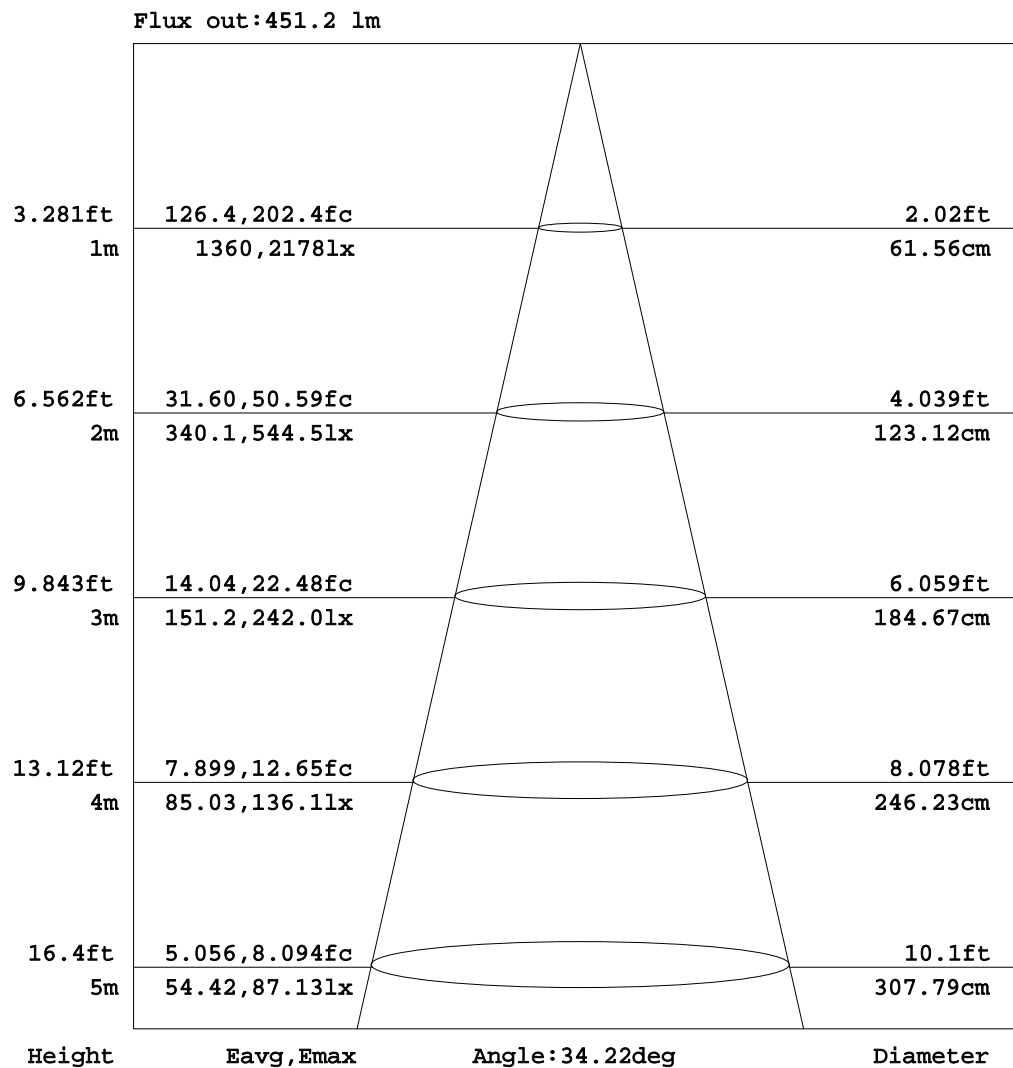 Flux out:451.2 lm
3.281ft 126.4,202.4fc 2.02ft
1m 1360,2178lx 61.56cm
6.562ft 31.60,50.59fc 4.039ft
2m 340.1,544.5lx 123.12cm
9.843ft 14.04,22.48fc 6.059ft
3m 151.2,242.0lx 184.67cm
13.12ft 7.899,12.65fc 8.078ft
4m 85.03,136.1lx 246.23cm
16.4ft 5.056,8.094fc 10.1ft
5m 54.42,87.13lx 307.79cm
Height Eavg,Emax Angle:34.22deg Diameter